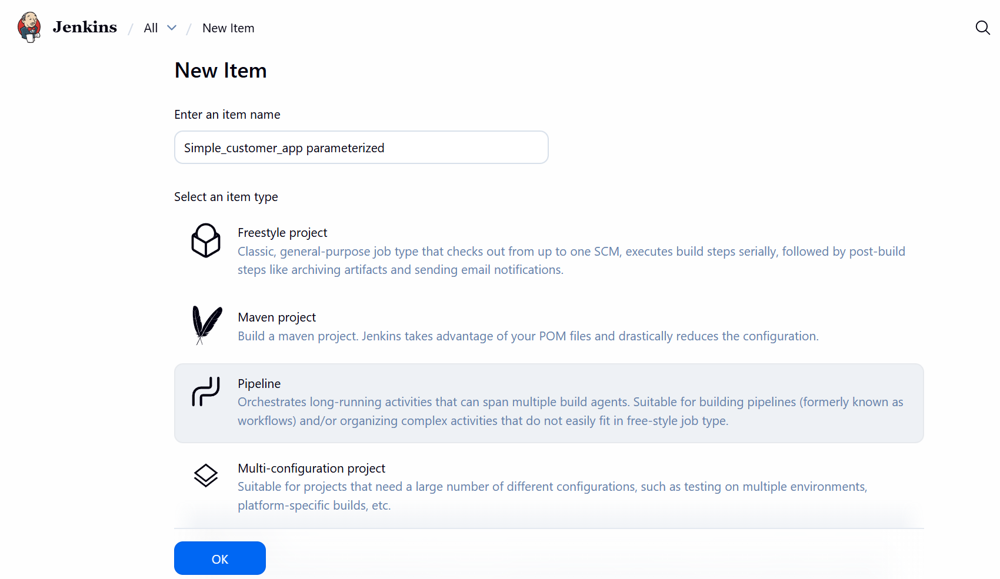 Jenkins / All / New Item
New Item
Enter an item name
Simple_customer_app parameterized
Select an item type
Freestyle project
Classic, general-purpose job type that checks out from up to one SCM, executes build steps serially, followed by post-build
steps like archiving artifacts and sending email notifications.
Maven project
Build a maven project. Jenkins takes advantage of your POM files and drastically reduces the configuration.
Pipeline
Orchestrates long-running activities that can span multiple build agents. Suitable for building pipelines (formerly known as
workflows) and/or organizing complex activities that do not easily fit in free-style job type.
Multi-configuration project
Suitable for projects that need a large number of different configurations, such as testing on multiple environments,
platform-specific builds, etc.
OK